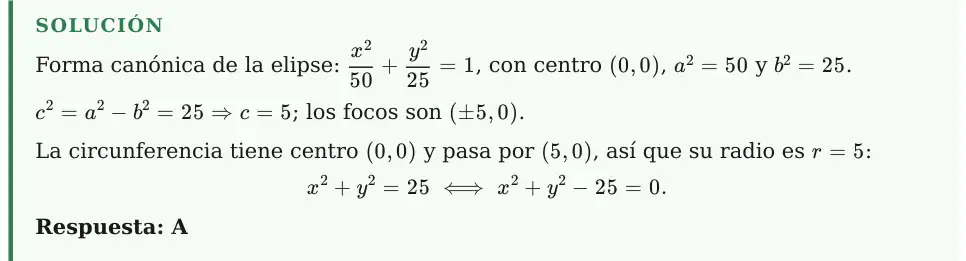 SOLUCIÓN
Forma canónica de la elipse: x²/50 + y²/25 = 1, con centro (0, 0), a² = 50 y b² = 25.
c² = a² − b² = 25 ⇒ c = 5; los focos son (±5, 0).
La circunferencia tiene centro (0, 0) y pasa por (5, 0), así que su radio es r = 5:
x² + y² = 25 ⟺ x² + y² − 25 = 0.
Respuesta: A